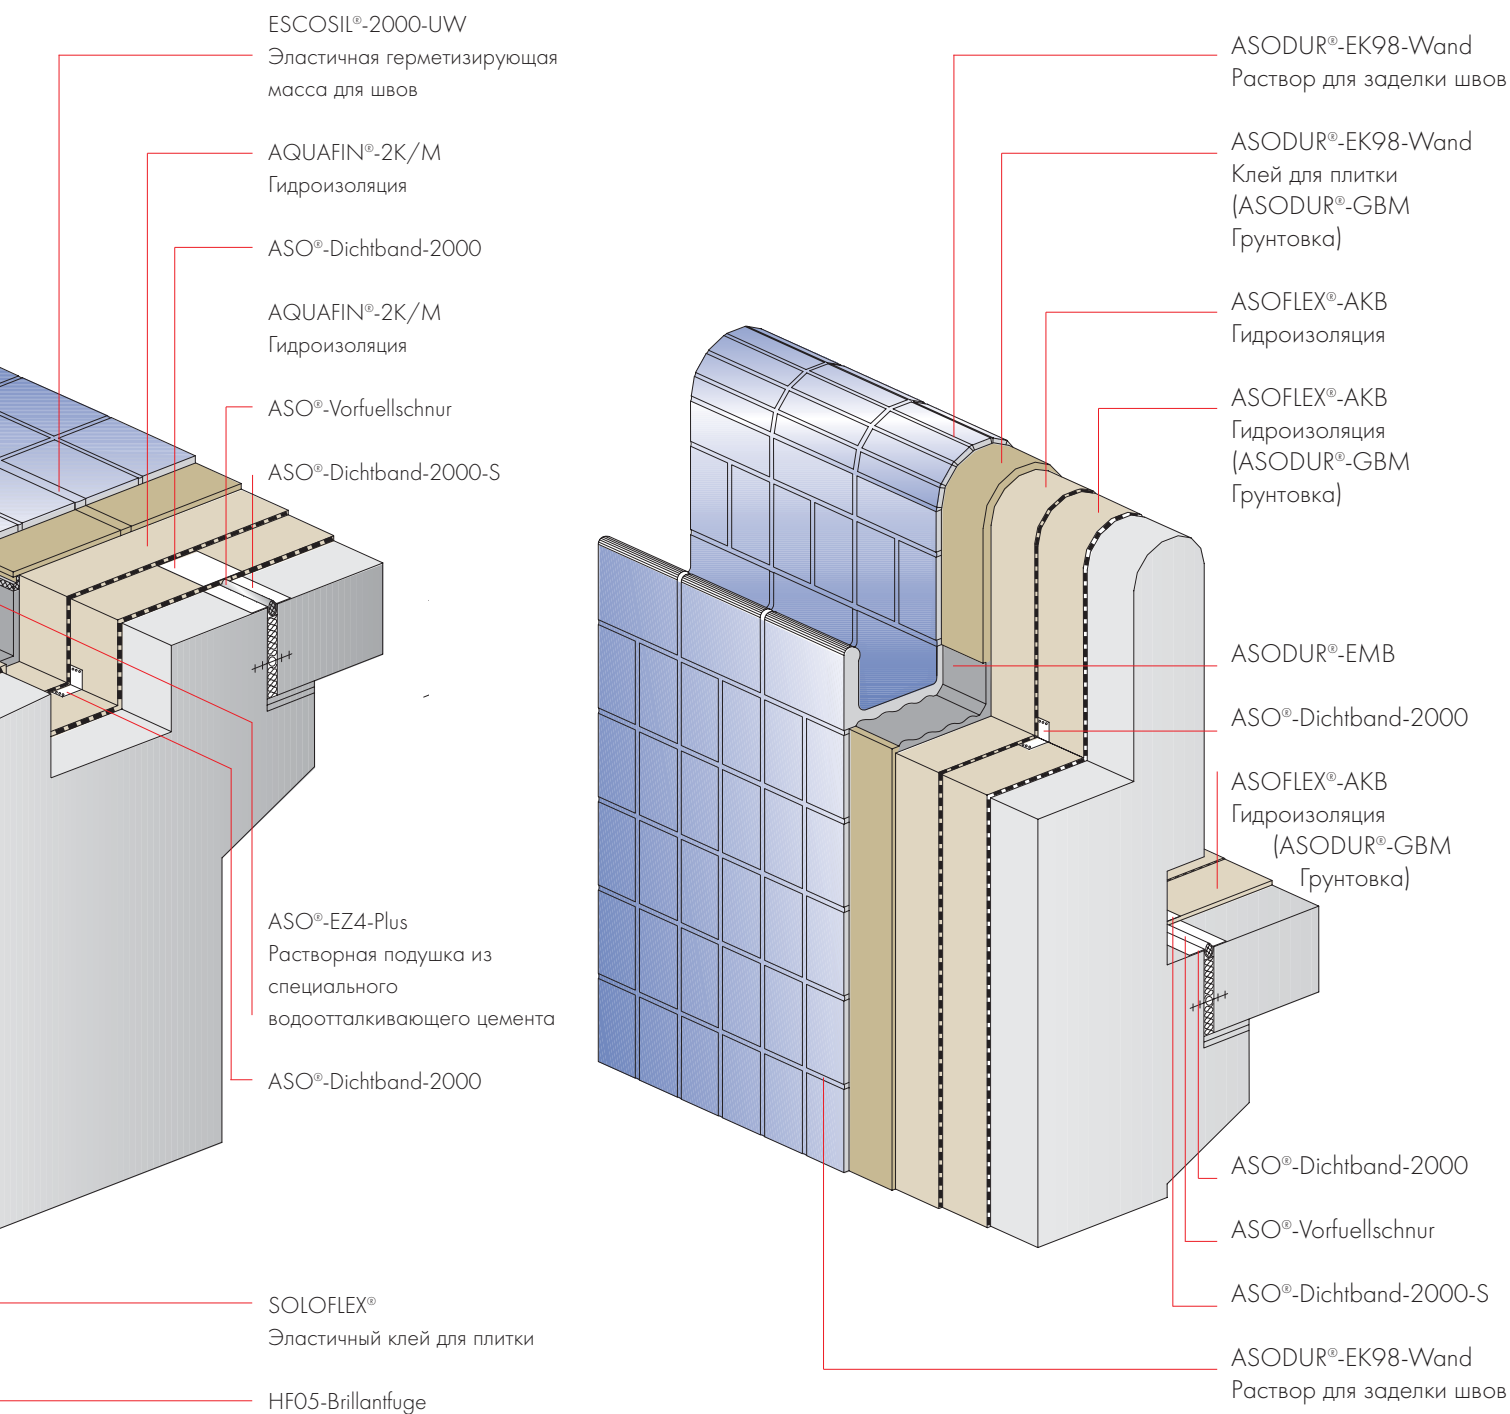 ESCOSIL®-2000-UW
Эластичная герметизирующая
масса для швов
AQUAFIN®-2K/M
Гидроизоляция
ASO®-Dichtband-2000
AQUAFIN®-2K/M
Гидроизоляция
ASO®-Vorfuellschnur
ASO®-Dichtband-2000-S
ASO®-EZ4-Plus
Растворная подушка из
специального
водоотталкивающего цемента
ASO®-Dichtband-2000
SOLOFLEX®
Эластичный клей для плитки
HF05-Brillantfuge
ASODUR®-EK98-Wand
Раствор для заделки швов
ASODUR®-EK98-Wand
Клей для плитки
(ASODUR®-GBM
Грунтовка)
ASOFLEX®-AKB
Гидроизоляция
ASOFLEX®-AKB
Гидроизоляция
(ASODUR®-GBM
Грунтовка)
ASODUR®-EMB
ASO®-Dichtband-2000
ASOFLEX®-AKB
Гидроизоляция
(ASODUR®-GBM
Грунтовка)
ASO®-Dichtband-2000
ASO®-Vorfuellschnur
ASO®-Dichtband-2000-S
ASODUR®-EK98-Wand
Раствор для заделки швов